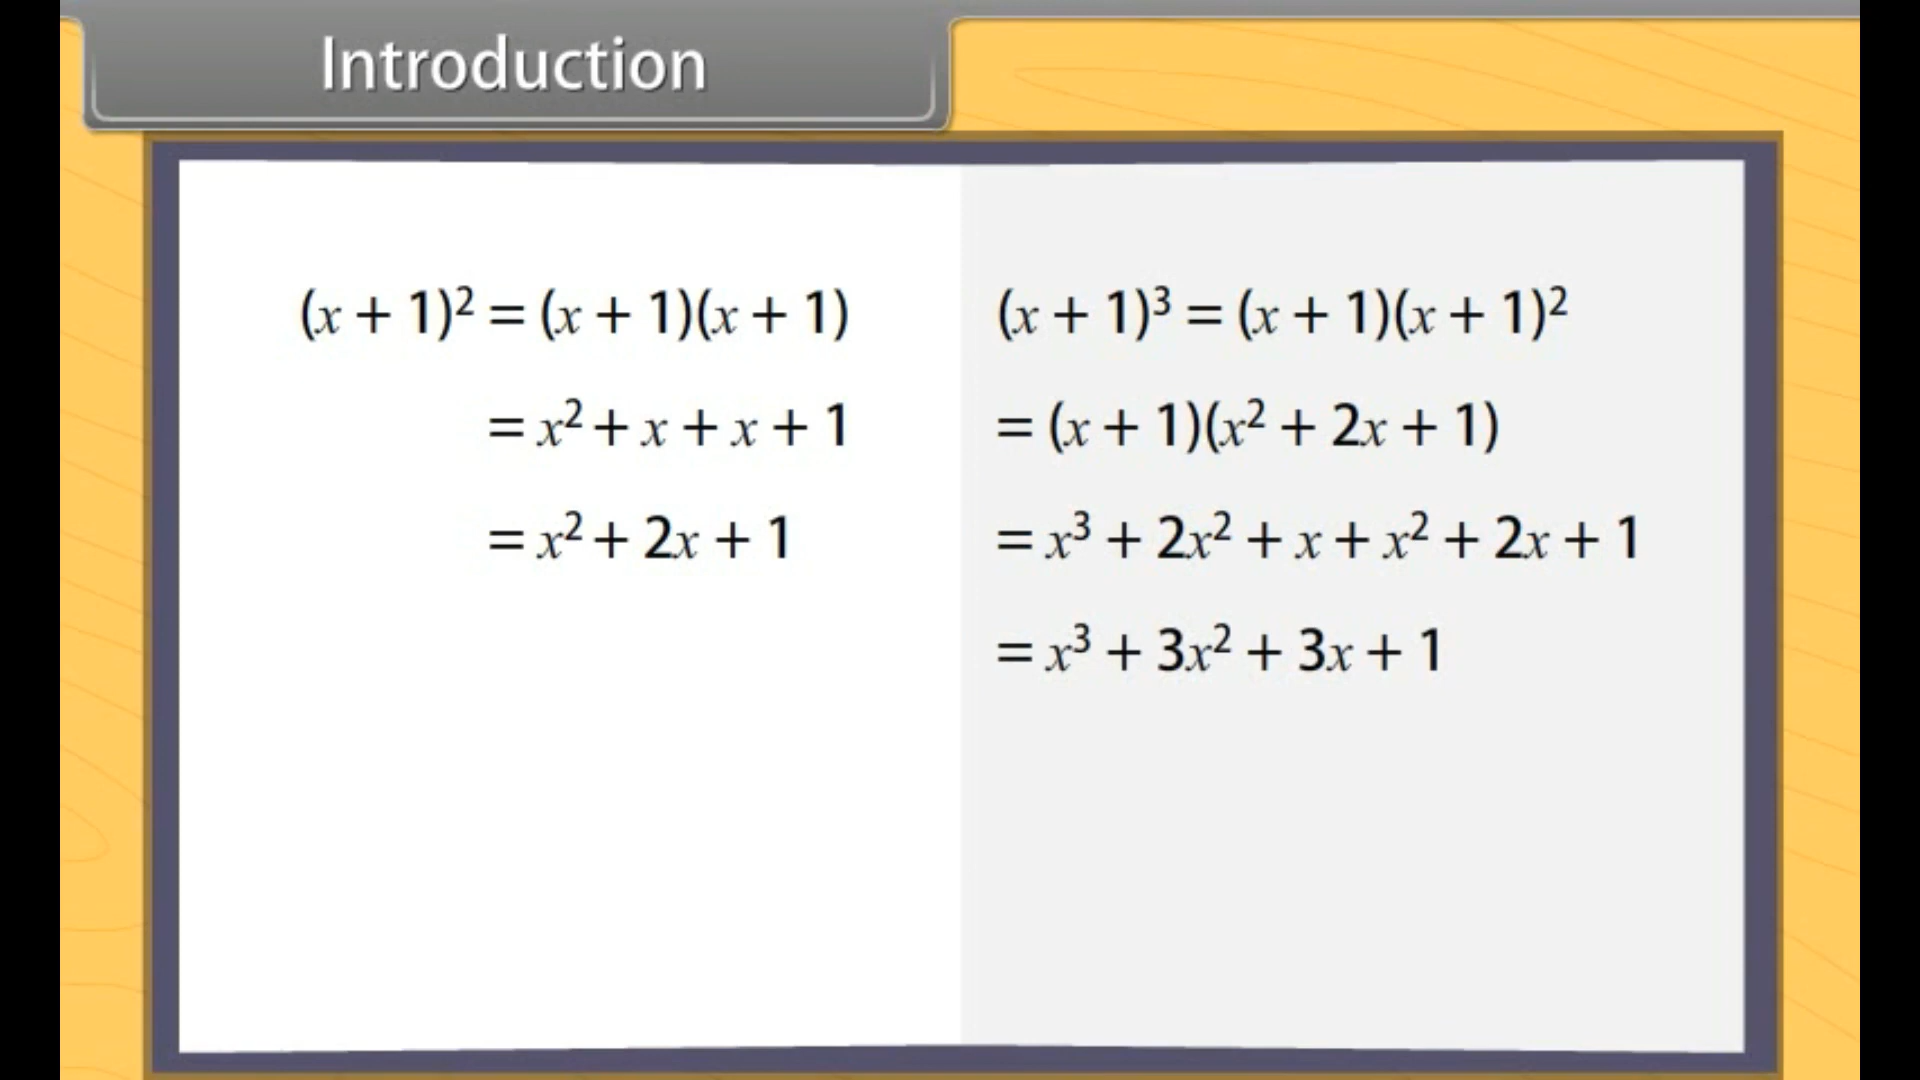 Introduction
(x + 1)² = (x + 1)(x + 1)
= x² + x + x + 1
= x² + 2x + 1
(x + 1)³ = (x + 1)(x + 1)²
= (x + 1)(x² + 2x + 1)
= x³ + 2x² + x + x² + 2x + 1
= x³ + 3x² + 3x + 1